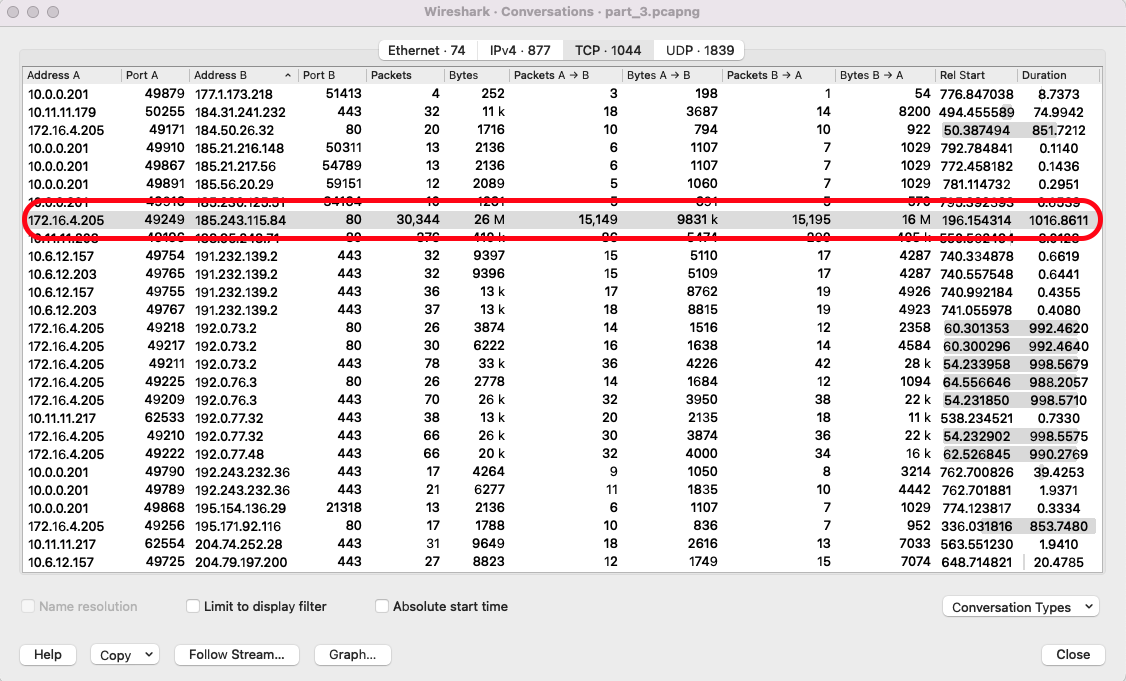 Wireshark · Conversations · part_3.pcapng
Ethernet · 74 IPv4 · 877 TCP · 1044 UDP · 1839
Address A Port A Address B Port B Packets Bytes Packets A → B Bytes A → B Packets B → A Bytes B → A Rel Start Duration
10.0.0.201 49879 177.1.173.218 51413 4 252 3 198 1 54 776.847038 8.7373
10.11.11.179 50255 184.31.241.232 443 32 11 k 18 3687 14 8200 494.455589 74.9942
172.16.4.205 49171 184.50.26.32 80 20 1716 10 794 10 922 50.387494 851.7212
10.0.0.201 49910 185.21.216.148 50311 13 2136 6 1107 7 1029 792.784841 0.1140
10.0.0.201 49867 185.21.217.56 54789 13 2136 6 1107 7 1029 772.458182 0.1436
10.0.0.201 49891 185.56.20.29 59151 12 2089 5 1060 7 1029 781.114732 0.2951
172.16.4.205 49249 185.243.115.84 80 30,344 26 M 15,149 9831 k 15,195 16 M 196.154314 1016.8611
10.6.12.157 49754 191.232.139.2 443 32 9397 15 5110 17 4287 740.334878 0.6619
10.6.12.203 49765 191.232.139.2 443 32 9396 15 5109 17 4287 740.557548 0.6441
10.6.12.157 49755 191.232.139.2 443 36 13 k 17 8762 19 4926 740.992184 0.4355
10.6.12.203 49767 191.232.139.2 443 37 13 k 18 8815 19 4923 741.055978 0.4080
172.16.4.205 49218 192.0.73.2 80 26 3874 14 1516 12 2358 60.301353 992.4620
172.16.4.205 49217 192.0.73.2 80 30 6222 16 1638 14 4584 60.300296 992.4640
172.16.4.205 49211 192.0.73.2 443 78 33 k 36 4226 42 28 k 54.233958 998.5679
172.16.4.205 49225 192.0.76.3 80 26 2778 14 1684 12 1094 64.556646 988.2057
172.16.4.205 49209 192.0.76.3 443 70 26 k 32 3950 38 22 k 54.231850 998.5710
10.11.11.217 62533 192.0.77.32 443 38 13 k 20 2135 18 11 k 538.234521 0.7330
172.16.4.205 49210 192.0.77.32 443 66 26 k 30 3874 36 22 k 54.232902 998.5575
172.16.4.205 49222 192.0.77.48 443 66 20 k 32 4000 34 16 k 62.526845 990.2769
10.0.0.201 49790 192.243.232.36 443 17 4264 9 1050 8 3214 762.700826 39.4253
10.0.0.201 49789 192.243.232.36 443 21 6277 11 1835 10 4442 762.701881 1.9371
10.0.0.201 49868 195.154.136.29 21318 13 2136 6 1107 7 1029 774.123817 0.3334
172.16.4.205 49256 195.171.92.116 80 17 1788 10 836 7 952 336.031816 853.7480
10.11.11.217 62554 204.74.252.28 443 31 9649 18 2616 13 7033 563.551230 1.9410
10.6.12.157 49725 204.79.197.200 443 27 8823 12 1749 15 7074 648.714821 20.4785
Name resolution Limit to display filter Absolute start time Conversation Types
Help Copy Follow Stream... Graph... Close